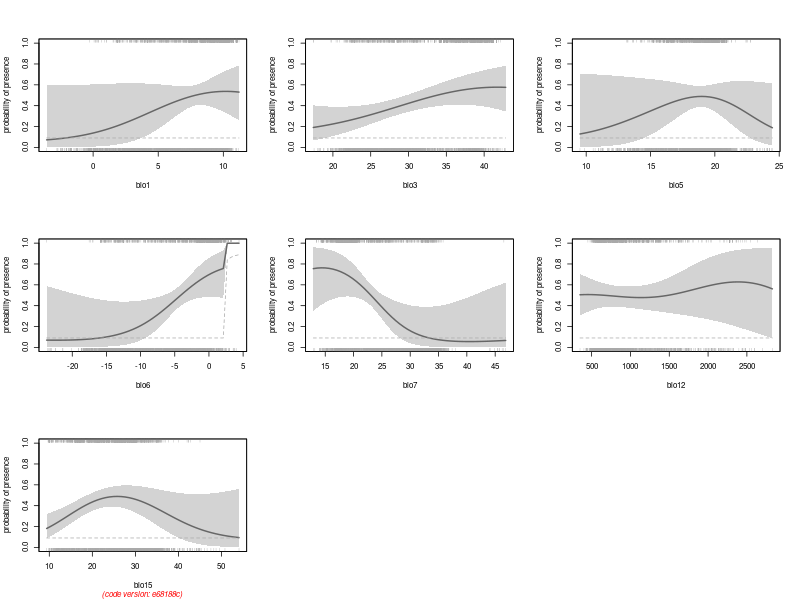 probability of presence
0.0 0.2 0.4 0.6 0.8 1.0
0 5 10
bio1
probability of presence
0.0 0.2 0.4 0.6 0.8 1.0
20 25 30 35 40
bio3
probability of presence
0.0 0.2 0.4 0.6 0.8 1.0
10 15 20 25
bio5
probability of presence
0.0 0.2 0.4 0.6 0.8 1.0
-20 -15 -10 -5 0 5
bio6
probability of presence
0.0 0.2 0.4 0.6 0.8 1.0
15 20 25 30 35 40 45
bio7
probability of presence
0.0 0.2 0.4 0.6 0.8 1.0
500 1000 1500 2000 2500
bio12
probability of presence
0.0 0.2 0.4 0.6 0.8 1.0
10 20 30 40 50
bio15
(code version: e68188c)